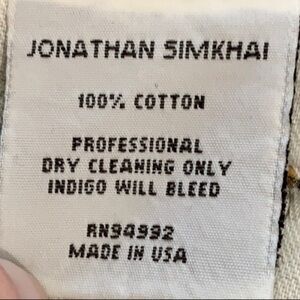 JONATHAN SIMKHAI
100% COTTON
PROFESSIONAL
DRY CLEANING ONLY
INDIGO WILL BLEED
RN94992
MADE IN USA